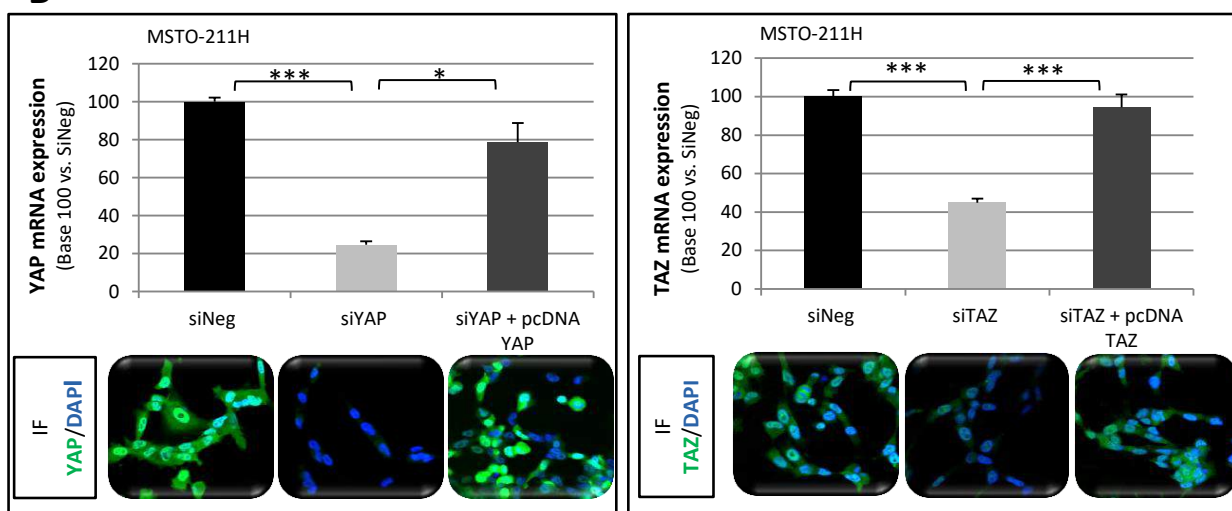 MSTO-211H
YAP mRNA expression
(Base 100 vs. SiNeg)
120
100
80
60
40
20
0
***
*
siNeg
siYAP
siYAP + pcDNA
YAP
IF
YAP/DAPI
MSTO-211H
TAZ mRNA expression
(Base 100 vs. SiNeg)
120
100
80
60
40
20
0
***
***
siNeg
siTAZ
siTAZ + pcDNA
TAZ
IF
TAZ/DAPI